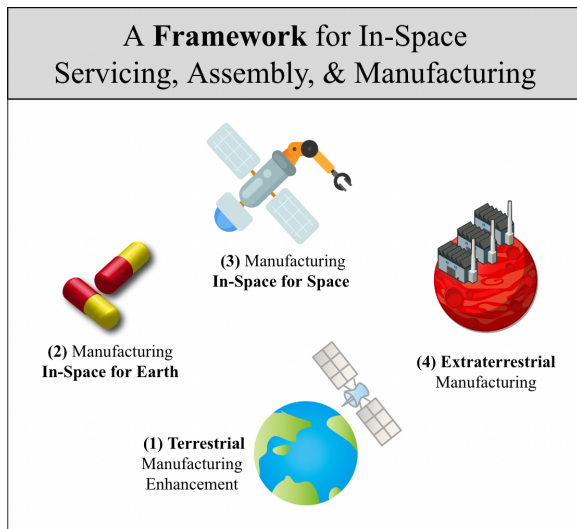 A Framework for In-Space
Servicing, Assembly, & Manufacturing
(3) Manufacturing
In-Space for Space
(2) Manufacturing
In-Space for Earth
(4) Extraterrestrial
Manufacturing
(1) Terrestrial
Manufacturing
Enhancement